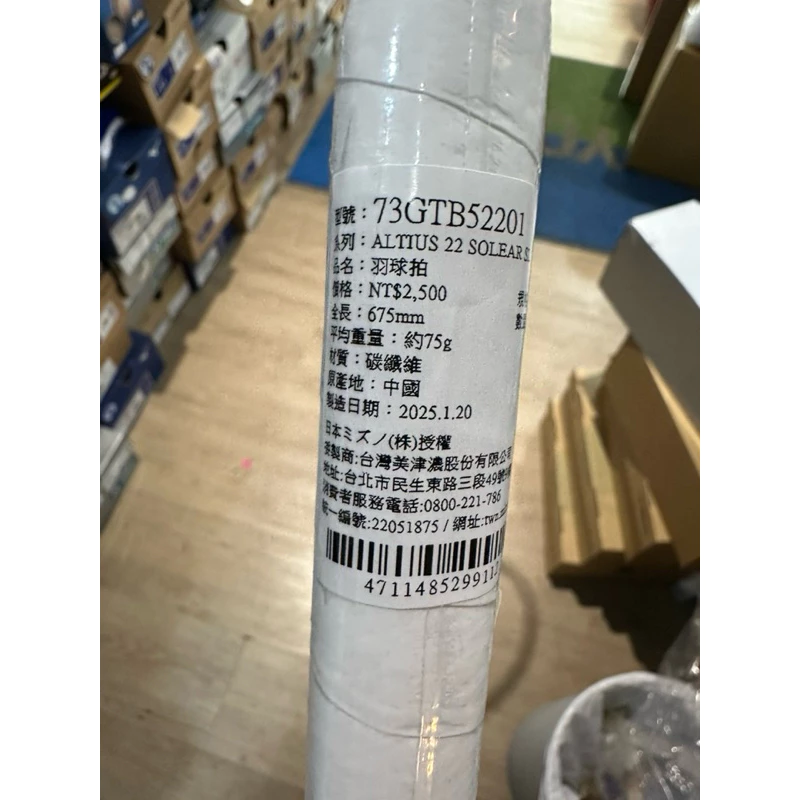 型號：73GTB52201
系列：ALTIUS 22 SOLEAR
品名：羽球拍
價格：NT$2,500
全長：675mm
平均重量：約75g
材質：碳纖維
原產地：中國
製造日期：2025.1.20
日本ミズノ(株)授權
委製商:台灣美津濃股份有限公司
地址:台北市民生東路三段49號
消費者服務電話:0800-221-786
統一編號:22051875 / 網址:twn.
4711485299112